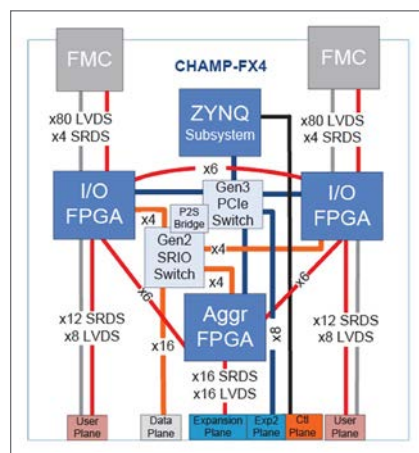 FMC
FMC
CHAMP-FX4
x80 LVDS
x4 SRDS
ZYNQ
Subsystem
x80 LVDS
x4 SRDS
x6
I/O
FPGA
Gen3
PCIe
Switch
I/O
FPGA
x4
P2S
Bridge
Gen2
SRIO
Switch
x4
x4
x6
x6
Aggr
FPGA
x12 SRDS
x8 LVDS
x16
x8
x12 SRDS
x8 LVDS
x16 SRDS
x16 LVDS
User
Plane
Data
Plane
Expansion
Plane
Exp2
Plane
Ctl
Plane
User
Plane